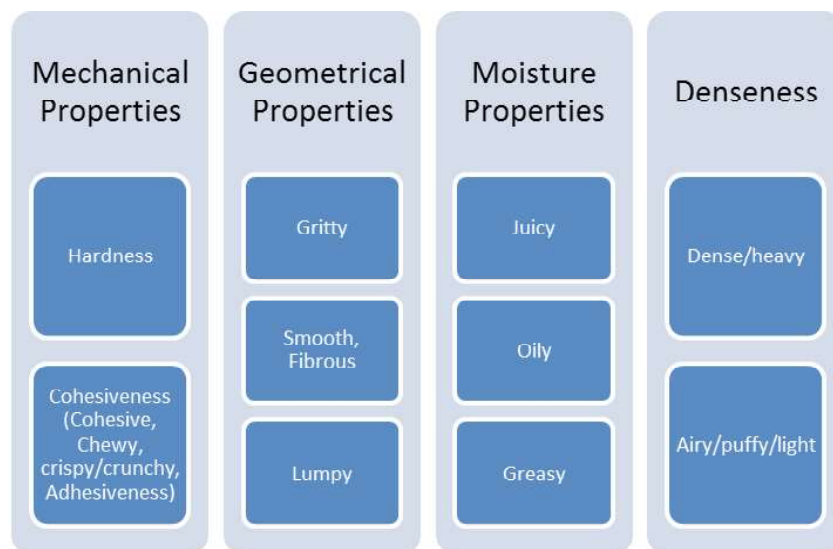 Mechanical
Properties
Hardness
Cohesiveness
(Cohesive,
Chewy,
crispy/crunchy,
Adhesiveness)
Geometrical
Properties
Gritty
Smooth,
Fibrous
Lumpy
Moisture
Properties
Juicy
Oily
Greasy
Denseness
Dense/heavy
Airy/puffy/light